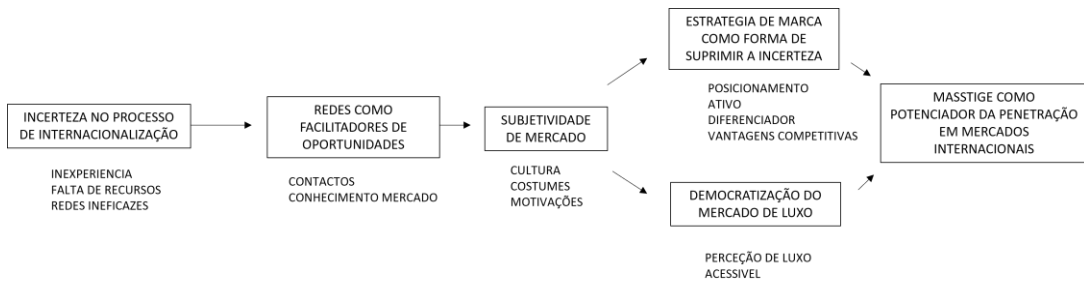 INCERTEZA NO PROCESSO
DE INTERNACIONALIZAÇÃO
INEXPERIENCIA
FALTA DE RECURSOS
REDES INEFICAZES
REDES COMO
FACILITADORES DE
OPORTUNIDADES
CONTACTOS
CONHECIMENTO MERCADO
SUBJETIVIDADE
DE MERCADO
CULTURA
COSTUMES
MOTIVAÇÕES
ESTRATEGIA DE MARCA
COMO FORMA DE
SUPRIMIR A INCERTEZA
POSICIONAMENTO
ATIVO
DIFERENCIADOR
VANTAGENS COMPETITIVAS
DEMOCRATIZAÇÃO DO
MERCADO DE LUXO
PERCEÇÃO DE LUXO
ACESSIVEL
MASSTIGE COMO
POTENCIADOR DA PENETRAÇÃO
EM MERCADOS
INTERNACIONAIS